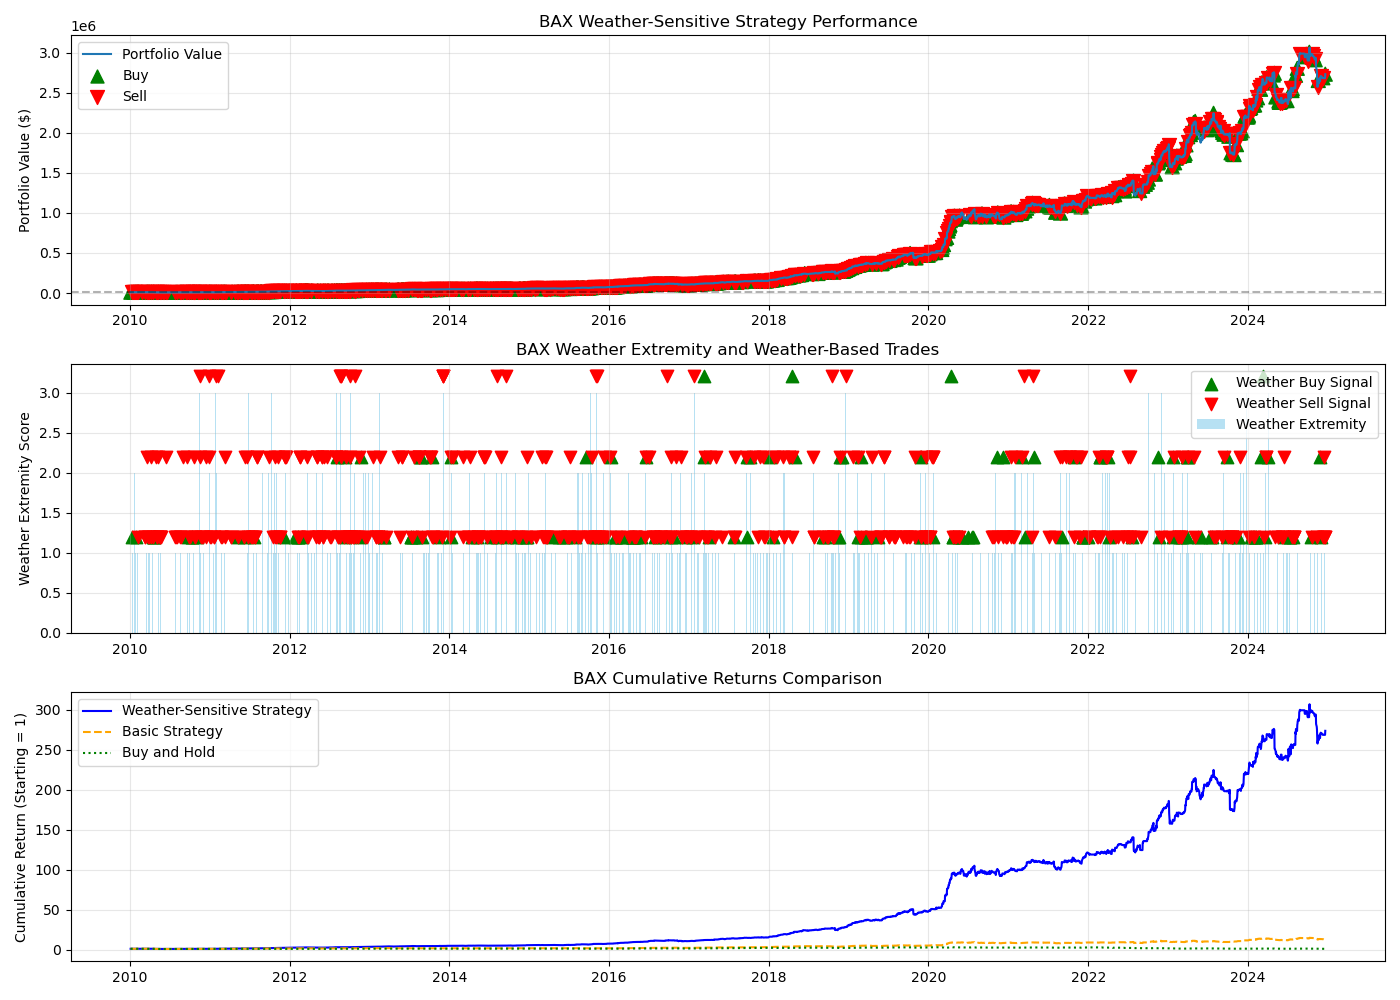 BAX Weather-Sensitive Strategy Performance
1e6
Portfolio Value ($)
3.0
2.5
2.0
1.5
1.0
0.5
0.0
Portfolio Value
Buy
Sell
2010 2012 2014 2016 2018 2020 2022 2024
BAX Weather Extremity and Weather-Based Trades
Weather Extremity Score
3.0
2.5
2.0
1.5
1.0
0.5
0.0
Weather Buy Signal
Weather Sell Signal
Weather Extremity
2010 2012 2014 2016 2018 2020 2022 2024
BAX Cumulative Returns Comparison
Cumulative Return (Starting = 1)
300
250
200
150
100
50
0
Weather-Sensitive Strategy
Basic Strategy
Buy and Hold
2010 2012 2014 2016 2018 2020 2022 2024